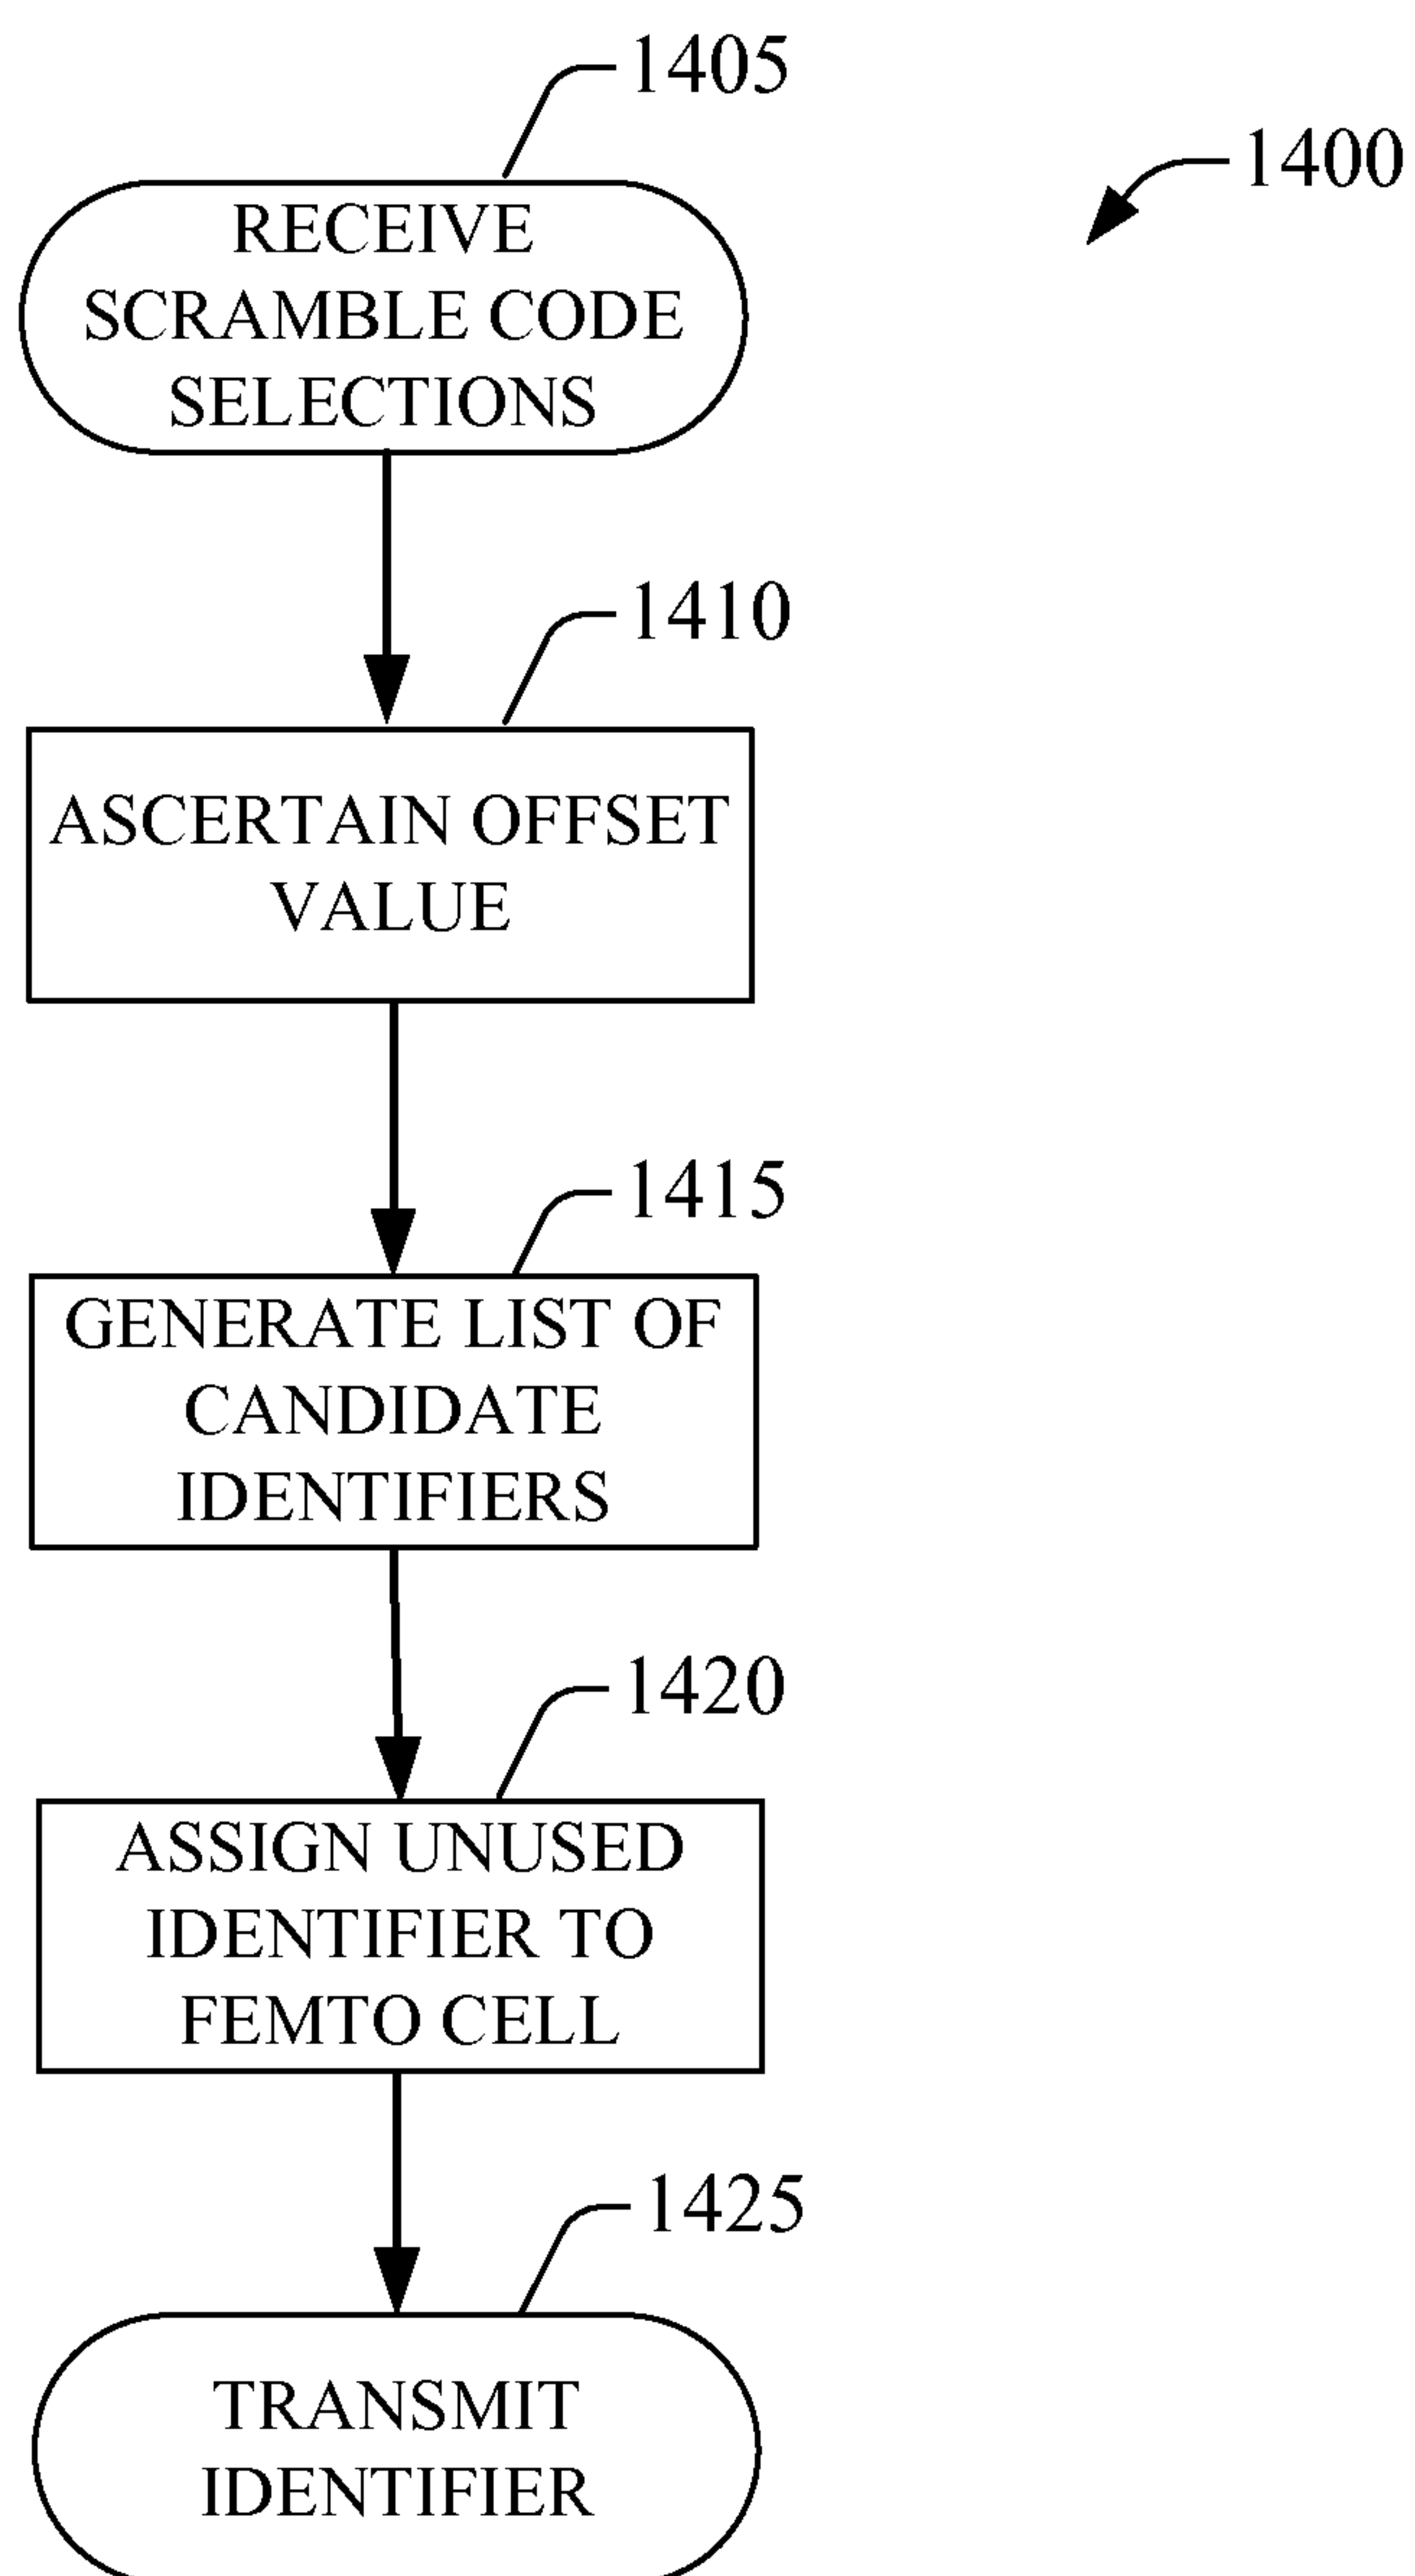 1405
1400
RECEIVE
SCRAMBLE CODE
SELECTIONS
1410
ASCERTAIN OFFSET
VALUE
1415
GENERATE LIST OF
CANDIDATE
IDENTIFIERS
1420
ASSIGN UNUSED
IDENTIFIER TO
FEMTO CELL
1425
TRANSMIT
IDENTIFIER